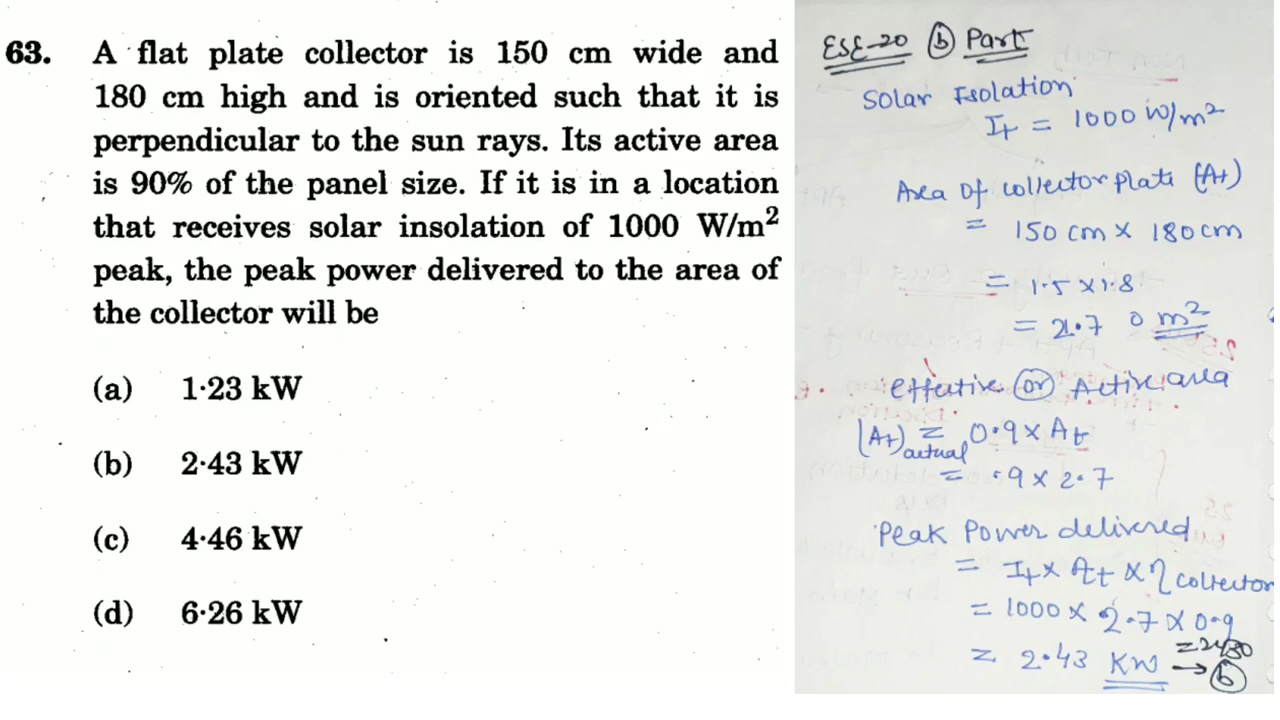 63. A flat plate collector is 150 cm wide and
180 cm high and is oriented such that it is
perpendicular to the sun rays. Its active area
is 90% of the panel size. If it is in a location
that receives solar insolation of 1000 W/m²
peak, the peak power delivered to the area of
the collector will be
(a) 1·23 kW
(b) 2·43 kW
(c) 4·46 kW
(d) 6·26 kW
ESE-20 (b) Part
Solar Isolation
It = 1000 W/m²
Area of collector plate (At)
= 150 cm × 180 cm
= 1.5 × 1.8
= 2.70 m²
effective (or) Active area
(At)actual = 0.9 × At
= .9 × 2.7
Peak Power delivered
= It × At × η collector
= 1000 × 2.7 × 0.9
= 2430
= 2.43 KW → (b)